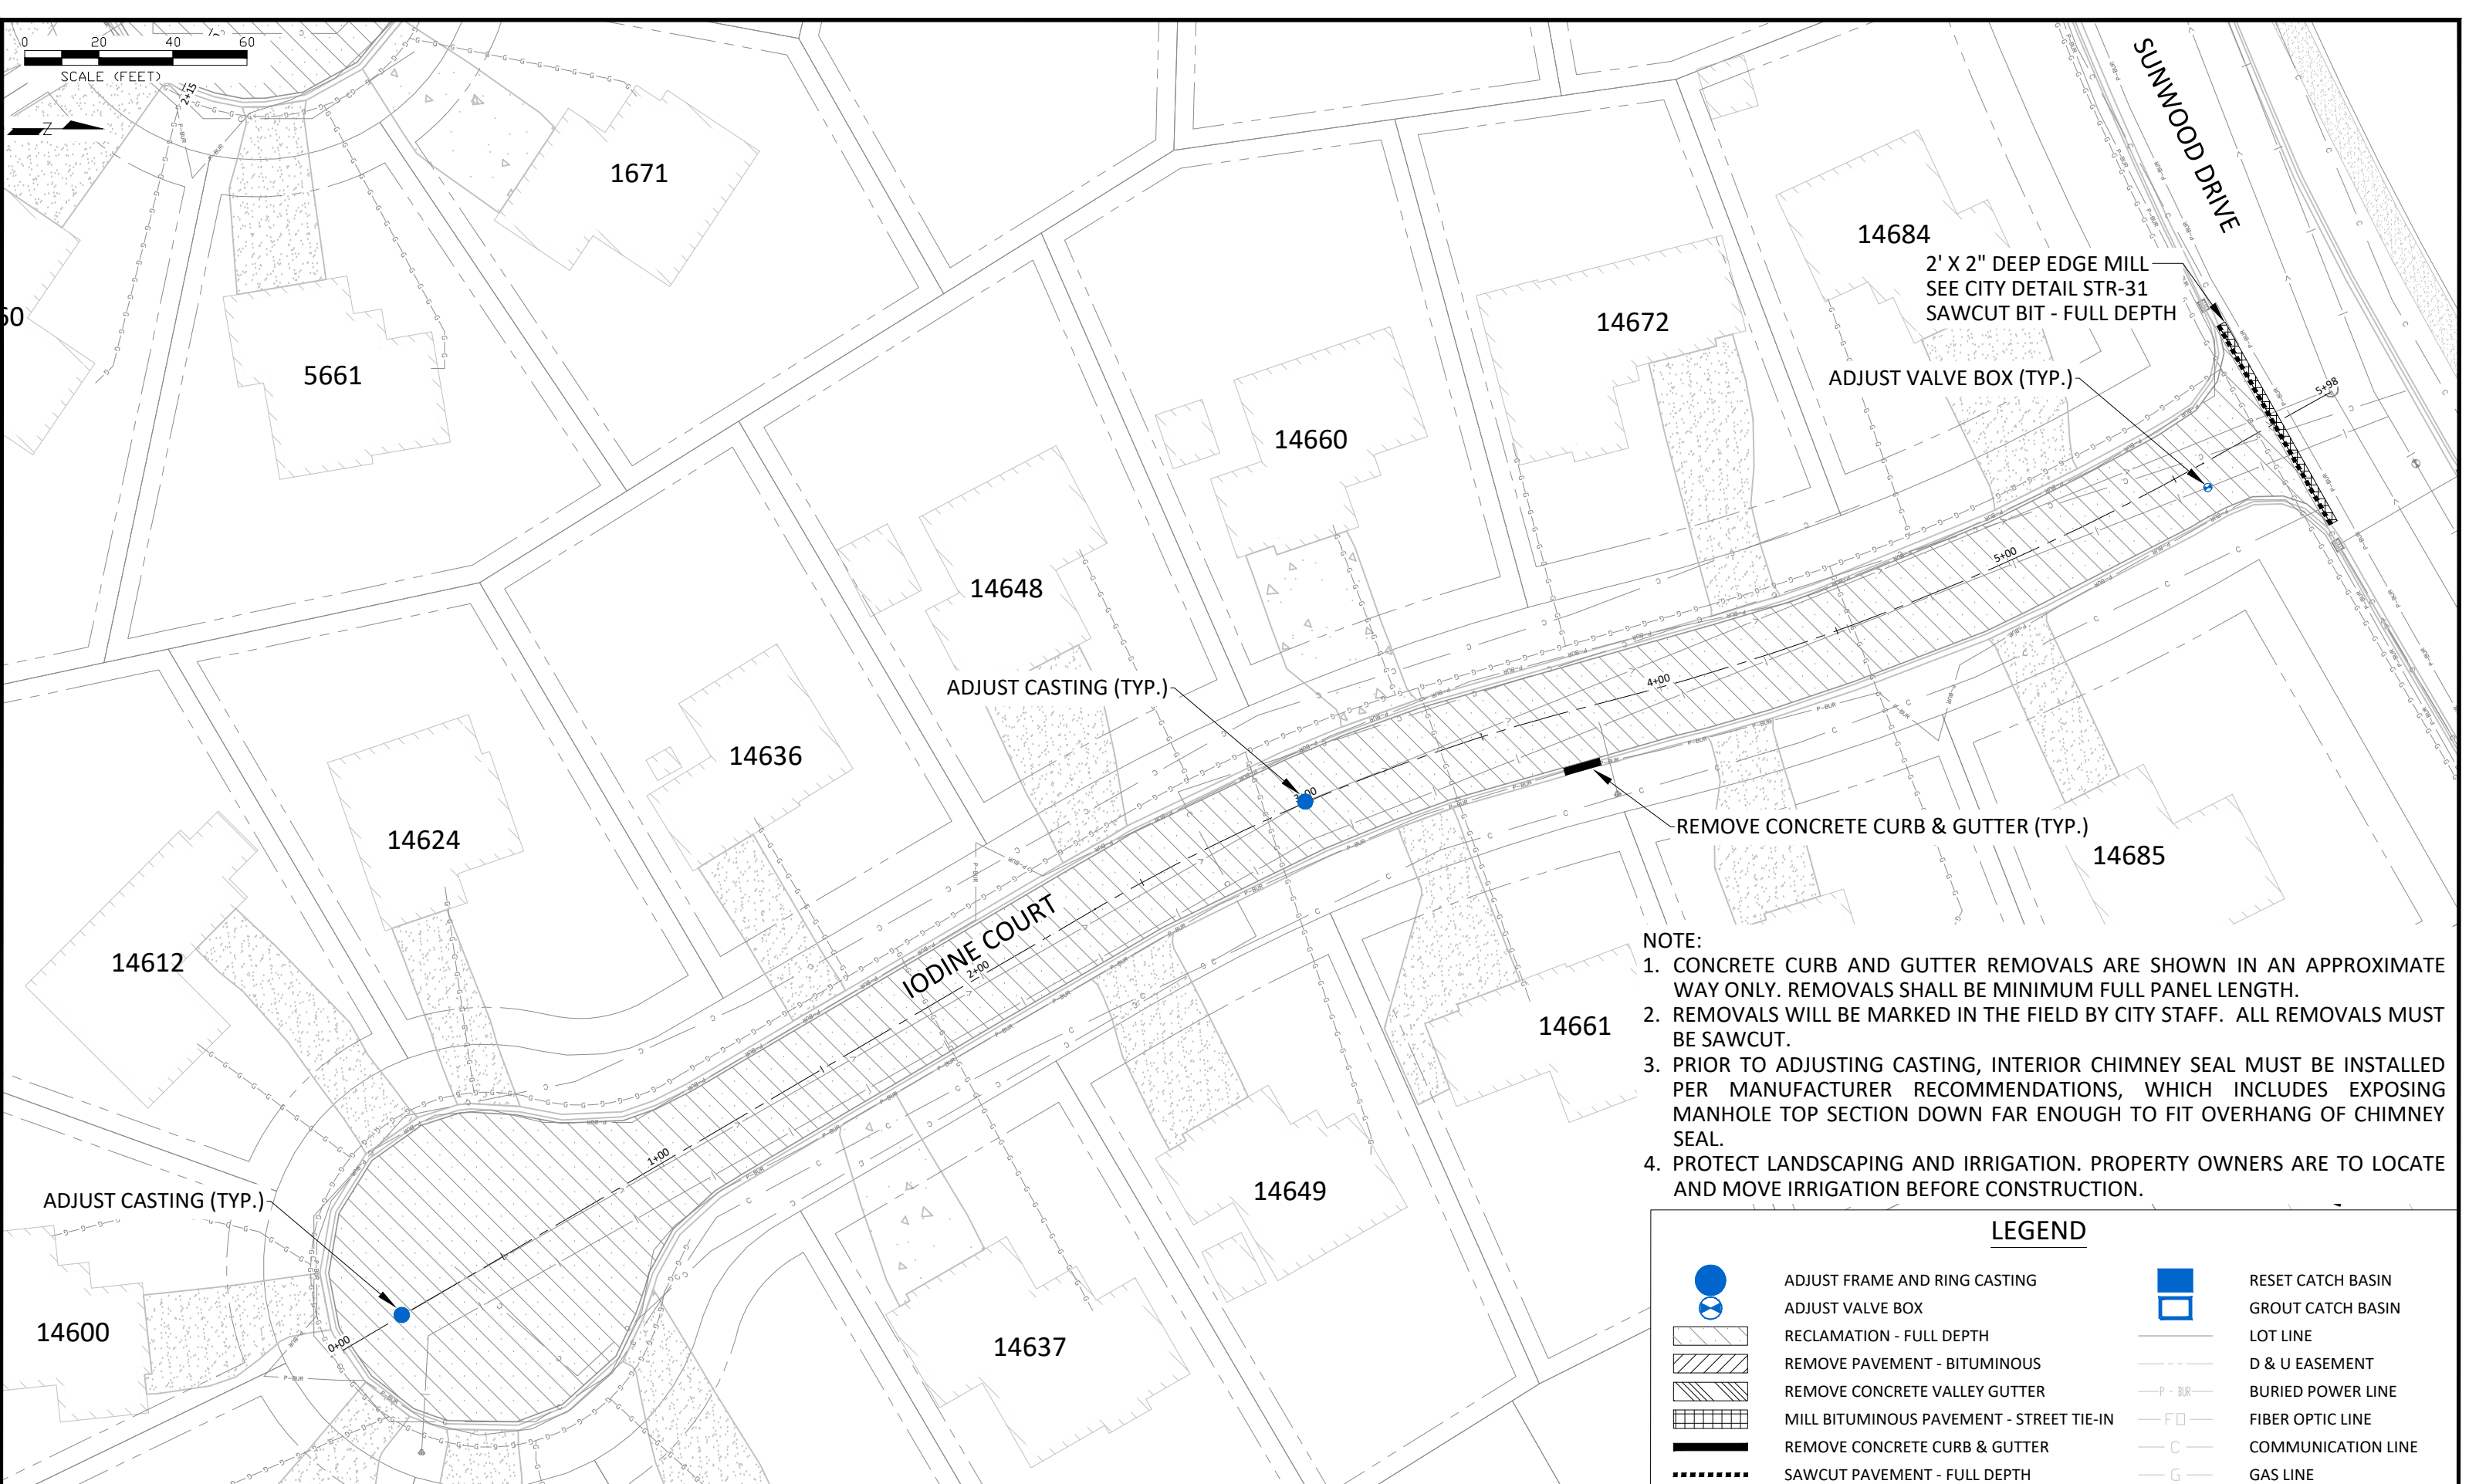 0 20 40 60
SCALE (FEET)
Z
2+15
SUNWOOD DRIVE
1671
14684
2' X 2" DEEP EDGE MILL
SEE CITY DETAIL STR-31
SAWCUT BIT - FULL DEPTH
14672
5661
ADJUST VALVE BOX (TYP.)
5+98
14660
5+00
14648
ADJUST CASTING (TYP.)
4+00
14636
REMOVE CONCRETE CURB & GUTTER (TYP.)
14624
14685
IODINE COURT
2+00
14612
14661
NOTE:
1. CONCRETE CURB AND GUTTER REMOVALS ARE SHOWN IN AN APPROXIMATE
WAY ONLY. REMOVALS SHALL BE MINIMUM FULL PANEL LENGTH.
2. REMOVALS WILL BE MARKED IN THE FIELD BY CITY STAFF. ALL REMOVALS MUST
BE SAWCUT.
3. PRIOR TO ADJUSTING CASTING, INTERIOR CHIMNEY SEAL MUST BE INSTALLED
PER MANUFACTURER RECOMMENDATIONS, WHICH INCLUDES EXPOSING
MANHOLE TOP SECTION DOWN FAR ENOUGH TO FIT OVERHANG OF CHIMNEY
SEAL.
4. PROTECT LANDSCAPING AND IRRIGATION. PROPERTY OWNERS ARE TO LOCATE
AND MOVE IRRIGATION BEFORE CONSTRUCTION.
1+00
14649
ADJUST CASTING (TYP.)
14600
0+00
14637
LEGEND
ADJUST FRAME AND RING CASTING
ADJUST VALVE BOX
RECLAMATION - FULL DEPTH
REMOVE PAVEMENT - BITUMINOUS
REMOVE CONCRETE VALLEY GUTTER
MILL BITUMINOUS PAVEMENT - STREET TIE-IN
REMOVE CONCRETE CURB & GUTTER
SAWCUT PAVEMENT - FULL DEPTH
RESET CATCH BASIN
GROUT CATCH BASIN
LOT LINE
D & U EASEMENT
P - BUR BURIED POWER LINE
FO FIBER OPTIC LINE
C COMMUNICATION LINE
G GAS LINE